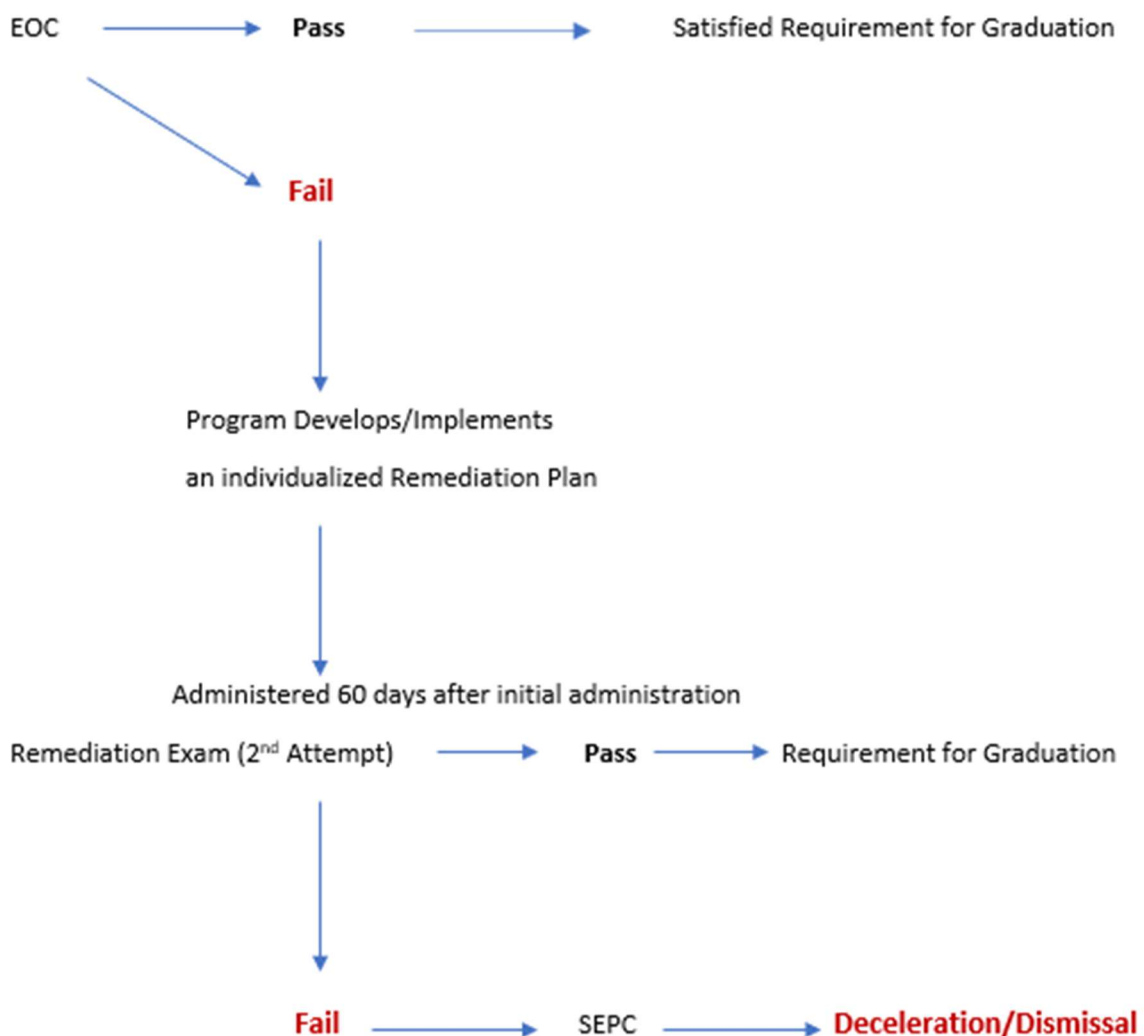 EOC Pass Satisfied Requirement for Graduation
Fail
Program Develops/Implements
an individualized Remediation Plan
Administered 60 days after initial administration
Remediation Exam (2nd Attempt) Pass Requirement for Graduation
Fail SEPC Deceleration/Dismissal